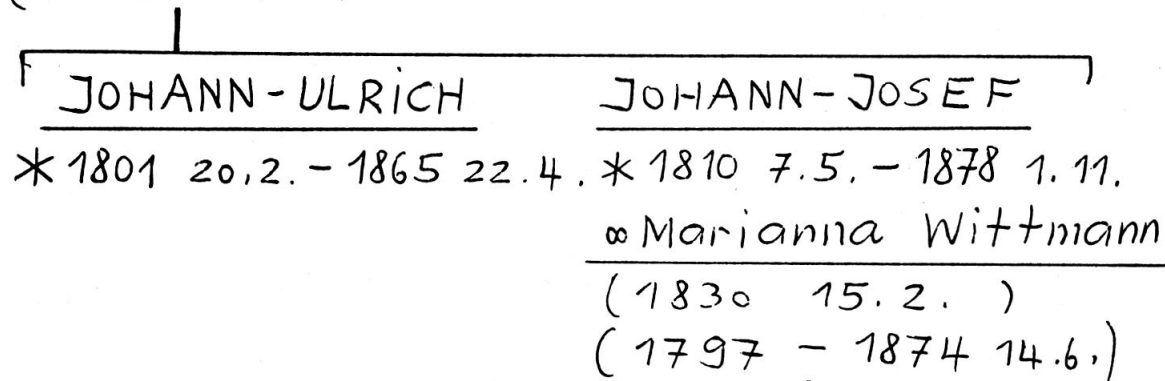 JOHANN-ULRiCH JOHANN-JOSEF
* 1801 20.2. - 1865 22.4. * 1810 7.5. - 1878 1.11.
∞ Marianna Wittmann
(1830 15.2. )
(1797 - 1874 14.6.)